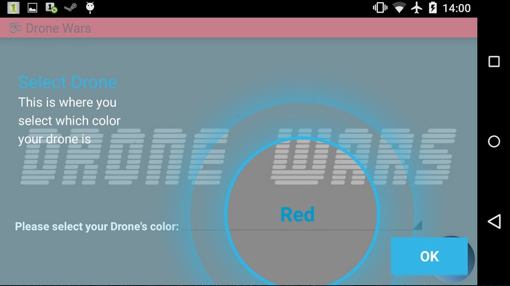 14:00
Drone Wars
Select Drone
This is where you
select which color
your drone is
DRONE WARS
Red
Please select your Drone's color:
OK